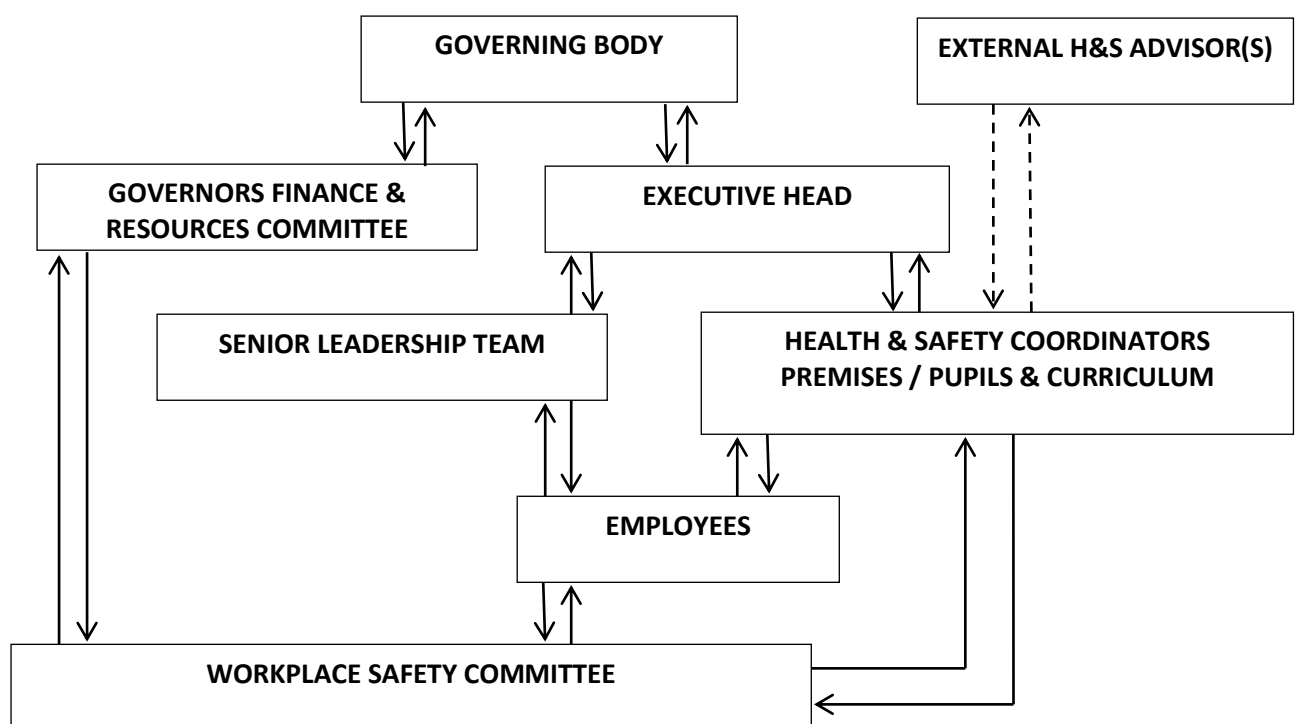 GOVERNING BODY
EXTERNAL H&S ADVISOR(S)
GOVERNORS FINANCE &
RESOURCES COMMITTEE
EXECUTIVE HEAD
SENIOR LEADERSHIP TEAM
HEALTH & SAFETY COORDINATORS
PREMISES / PUPILS & CURRICULUM
EMPLOYEES
WORKPLACE SAFETY COMMITTEE